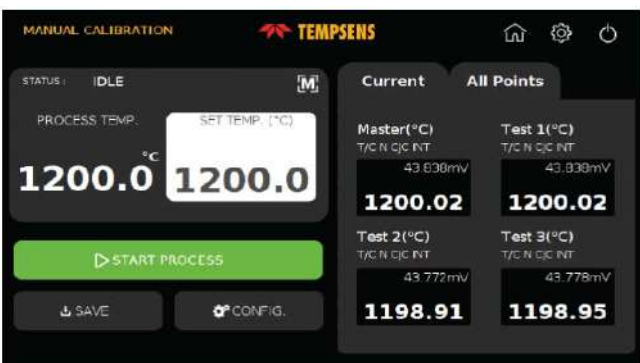 MANUAL CALIBRATION
TEMPSENS
STATUS : IDLE
[M]
PROCESS TEMP.
°C
1200.0
SET TEMP. (°C)
1200.0
START PROCESS
SAVE
CONFIG.
Current
All Points
Master(°C)
T/C N CJC INT
43.838mV
1200.02
Test 1(°C)
T/C N CJC INT
43.838mV
1200.02
Test 2(°C)
T/C N CJC INT
43.772mV
1198.91
Test 3(°C)
T/C N CJC INT
43.778mV
1198.95